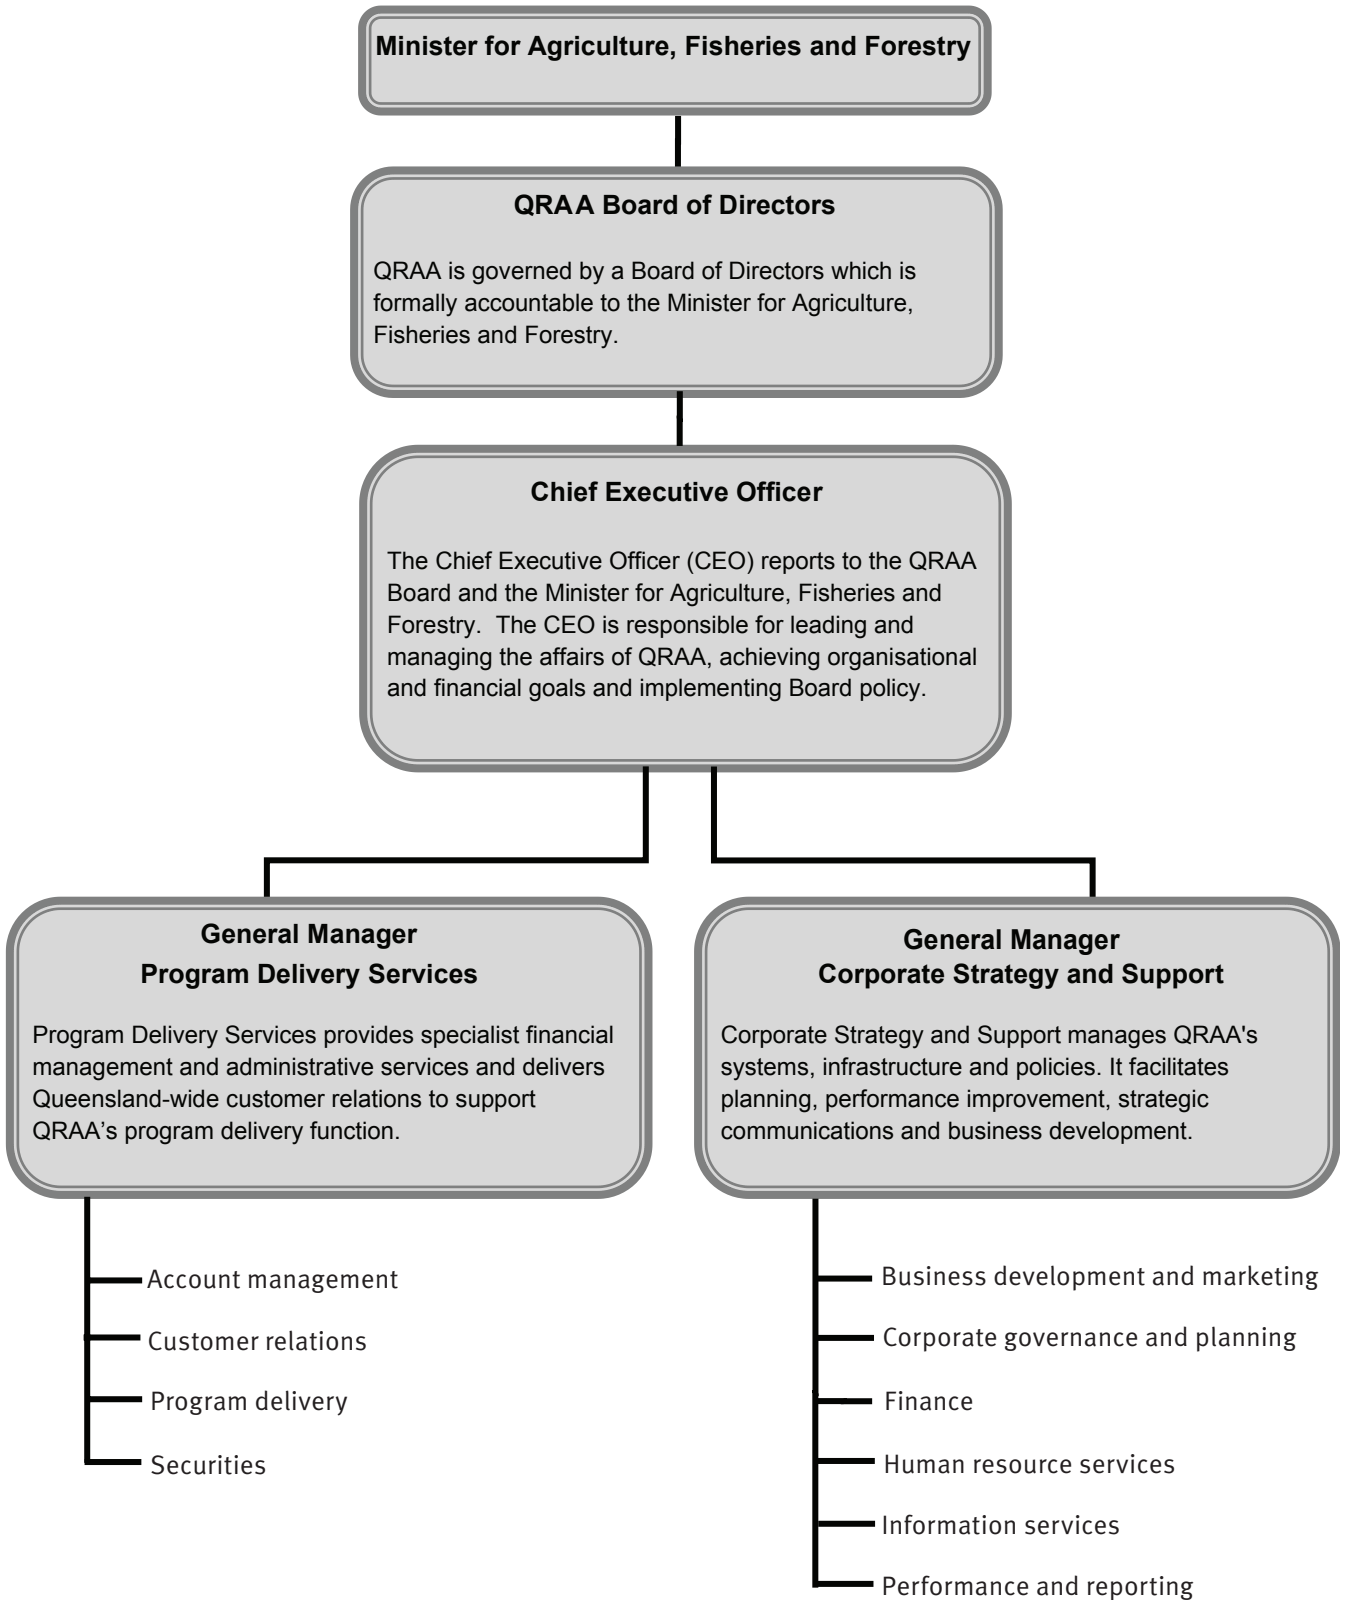 Minister for Agriculture, Fisheries and Forestry
QRAA Board of Directors
QRAA is governed by a Board of Directors which is
formally accountable to the Minister for Agriculture,
Fisheries and Forestry.
Chief Executive Officer
The Chief Executive Officer (CEO) reports to the QRAA
Board and the Minister for Agriculture, Fisheries and
Forestry.  The CEO is responsible for leading and
managing the affairs of QRAA, achieving organisational
and financial goals and implementing Board policy.
General Manager
Program Delivery Services
Program Delivery Services provides specialist financial
management and administrative services and delivers
Queensland-wide customer relations to support
QRAA’s program delivery function.
Account management
Customer relations
Program delivery
Securities
General Manager
Corporate Strategy and Support
Corporate Strategy and Support manages QRAA's
systems, infrastructure and policies. It facilitates
planning, performance improvement, strategic
communications and business development.
Business development and marketing
Corporate governance and planning
Finance
Human resource services
Information services
Performance and reporting